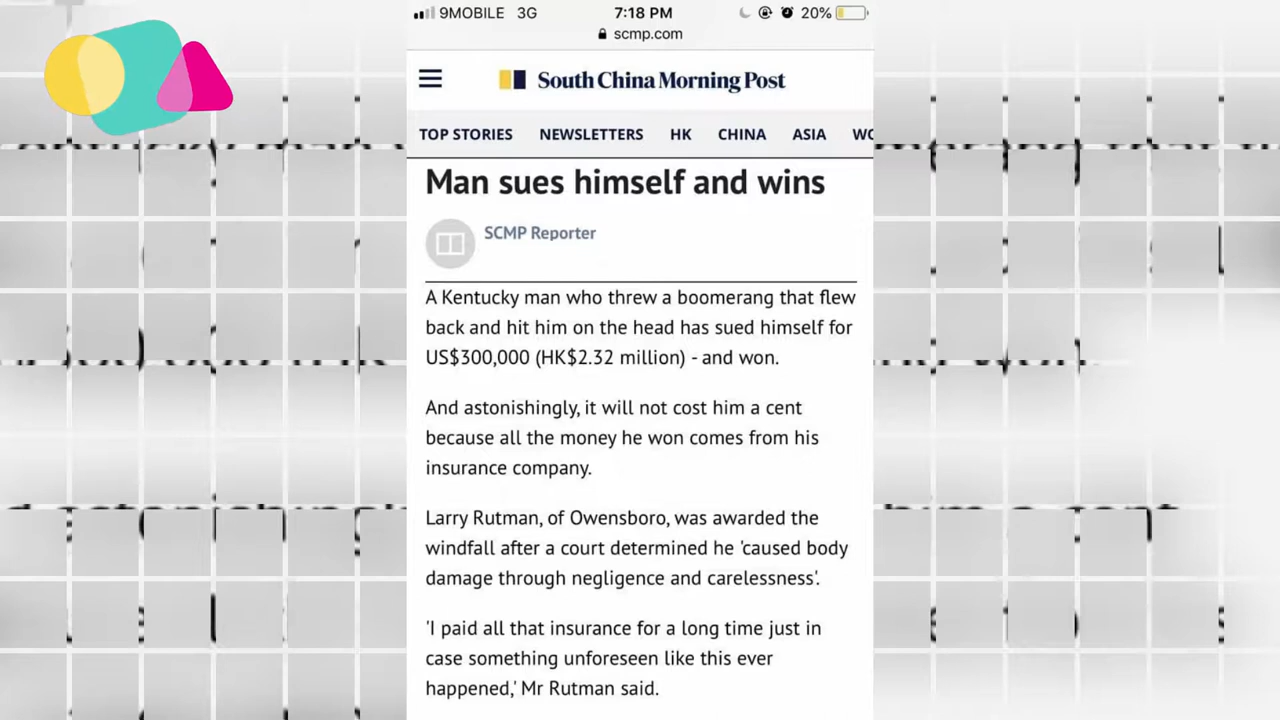 9MOBILE 3G 7:18 PM 20%
scmp.com
South China Morning Post
TOP STORIES NEWSLETTERS HK CHINA ASIA WO
Man sues himself and wins
SCMP Reporter
A Kentucky man who threw a boomerang that flew
back and hit him on the head has sued himself for
US$300,000 (HK$2.32 million) - and won.
And astonishingly, it will not cost him a cent
because all the money he won comes from his
insurance company.
Larry Rutman, of Owensboro, was awarded the
windfall after a court determined he 'caused body
damage through negligence and carelessness'.
'I paid all that insurance for a long time just in
case something unforeseen like this ever
happened,' Mr Rutman said.